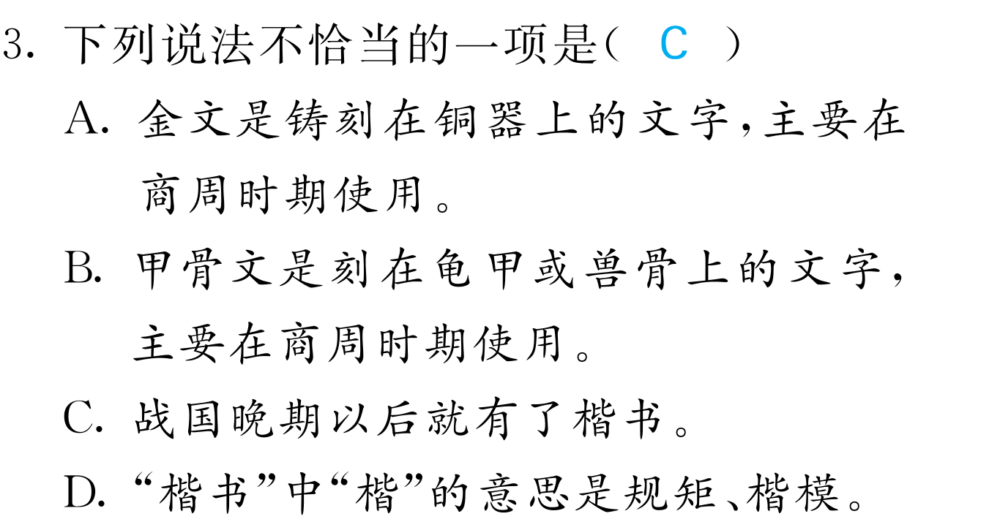 3. 下列说法不恰当的一项是( C )
A. 金文是铸刻在铜器上的文字,主要在
商周时期使用。
B. 甲骨文是刻在龟甲或兽骨上的文字,
主要在商周时期使用。
C. 战国晚期以后就有了楷书。
D. “楷书”中“楷”的意思是规矩、楷模。